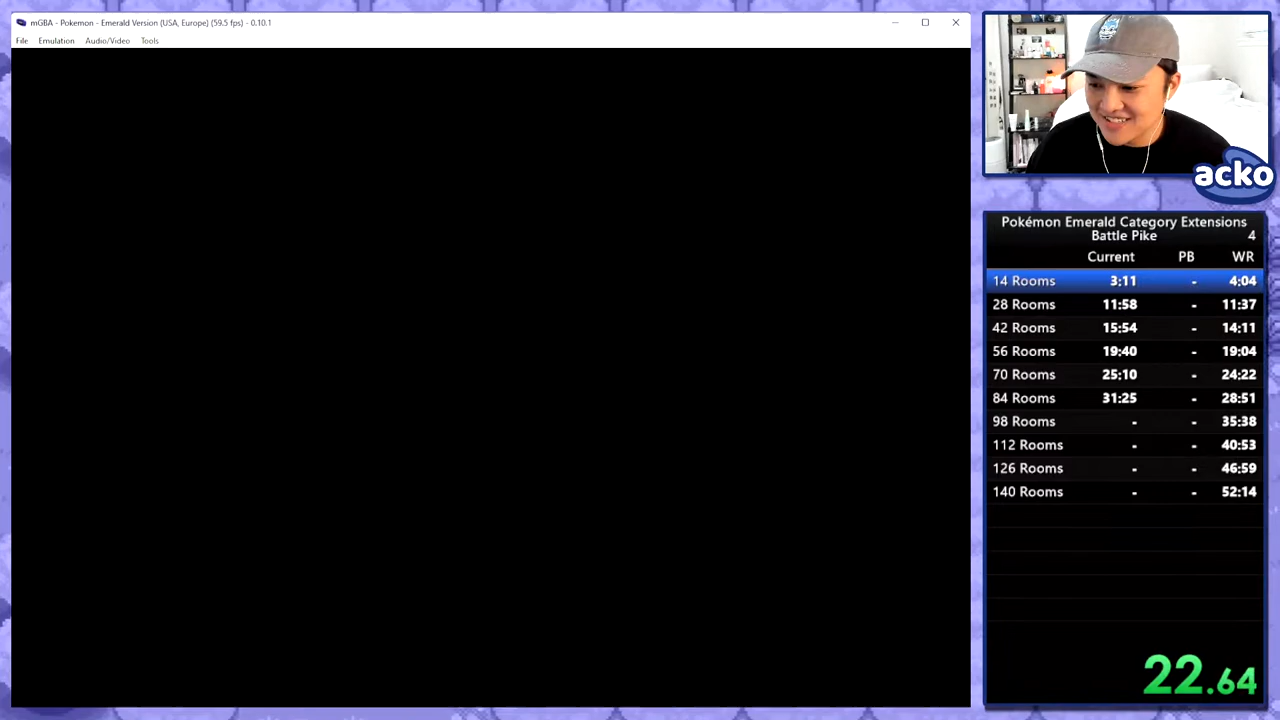 mGBA - Pokemon - Emerald Version (USA, Europe) (59.5 fps) - 0.10.1
File Emulation Audio/Video Tools
acko
Pokémon Emerald Category Extensions
Battle Pike 4
Current PB WR
14 Rooms 3:11 - 4:04
28 Rooms 11:58 - 11:37
42 Rooms 15:54 - 14:11
56 Rooms 19:40 - 19:04
70 Rooms 25:10 - 24:22
84 Rooms 31:25 - 28:51
98 Rooms - - 35:38
112 Rooms - - 40:53
126 Rooms - - 46:59
140 Rooms - - 52:14
22.64